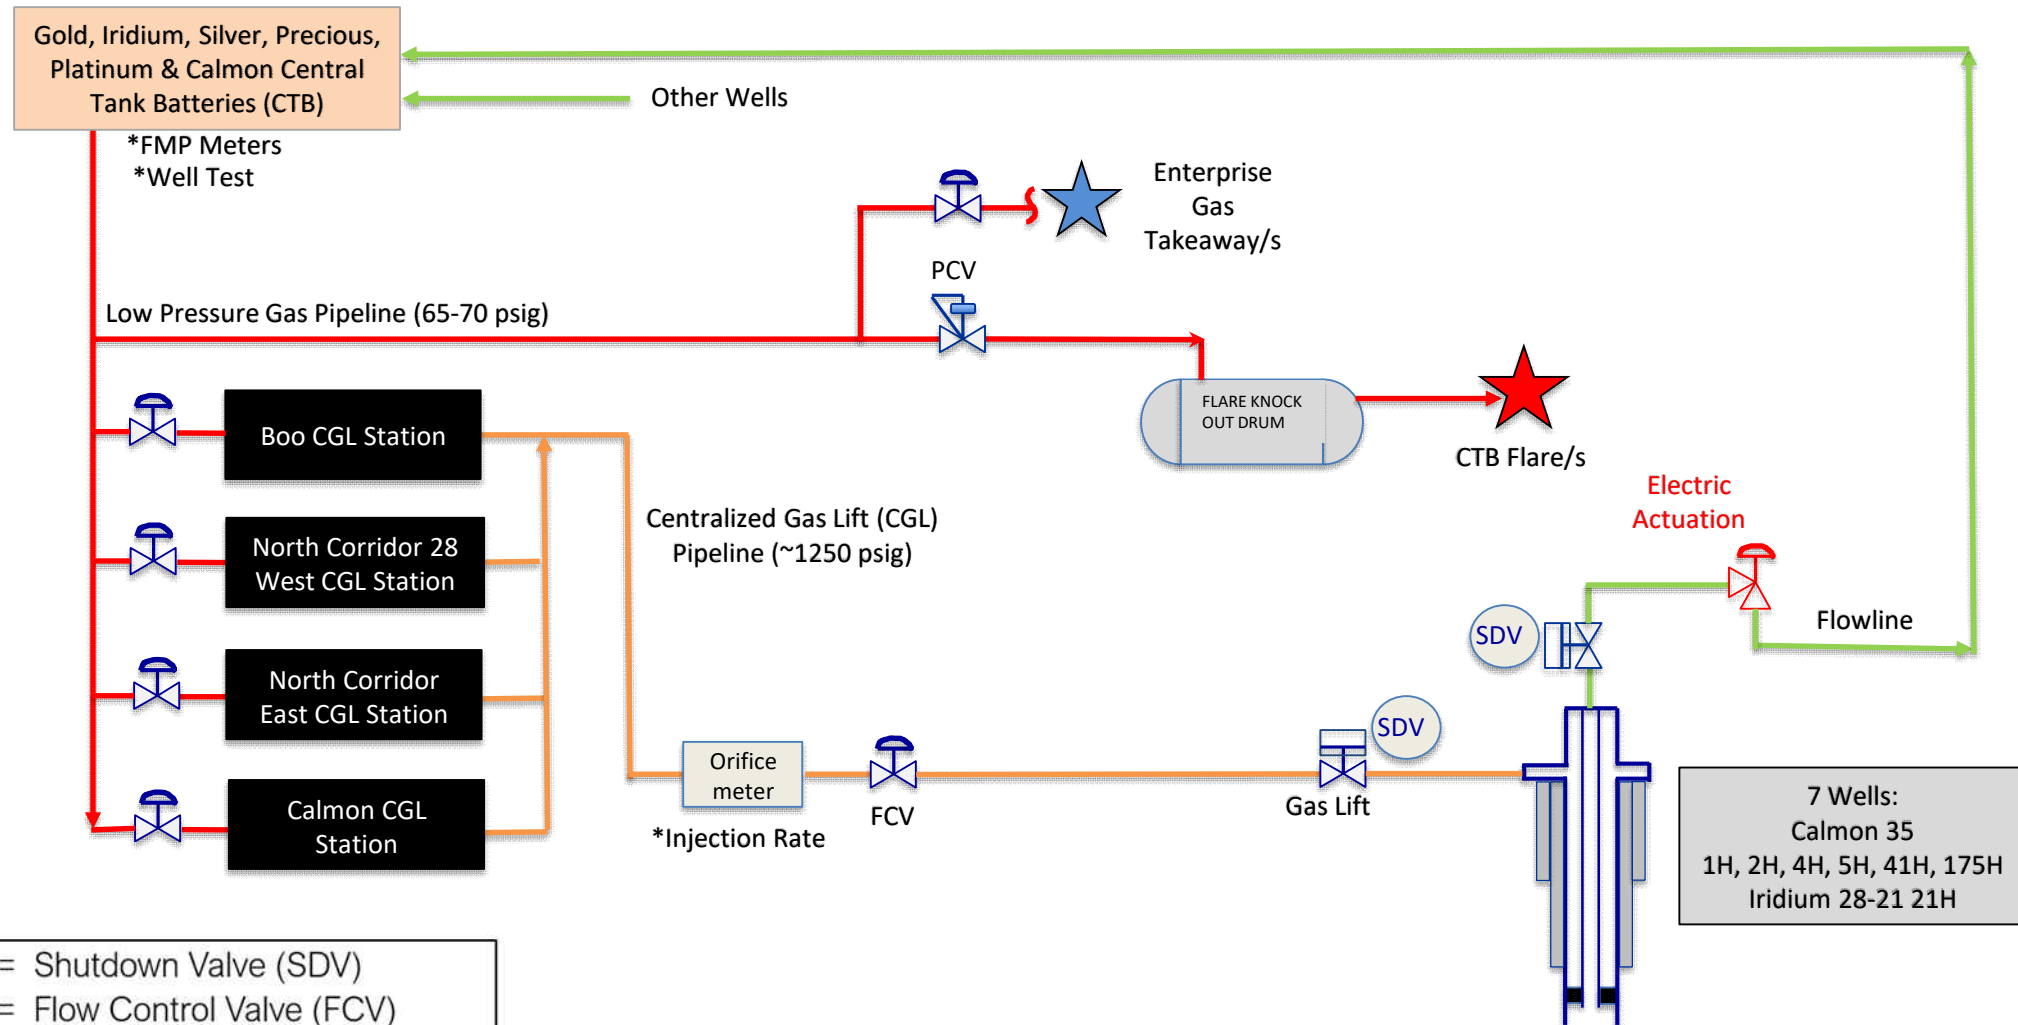 Gold, Iridium, Silver, Precious,
Platinum & Calmon Central
Tank Batteries (CTB)
Other Wells
*FMP Meters
*Well Test
Enterprise
Gas
Takeaway/s
PCV
Low Pressure Gas Pipeline (65-70 psig)
FLARE KNOCK
OUT DRUM
CTB Flare/s
Boo CGL Station
Electric
Actuation
Centralized Gas Lift (CGL)
Pipeline (~1250 psig)
North Corridor 28
West CGL Station
Flowline
SDV
North Corridor
East CGL Station
SDV
Orifice
meter
Gas Lift
FCV
*Injection Rate
Calmon CGL
Station
7 Wells:
Calmon 35
1H, 2H, 4H, 5H, 41H, 175H
Iridium 28-21 21H
= Shutdown Valve (SDV)
= Flow Control Valve (FCV)